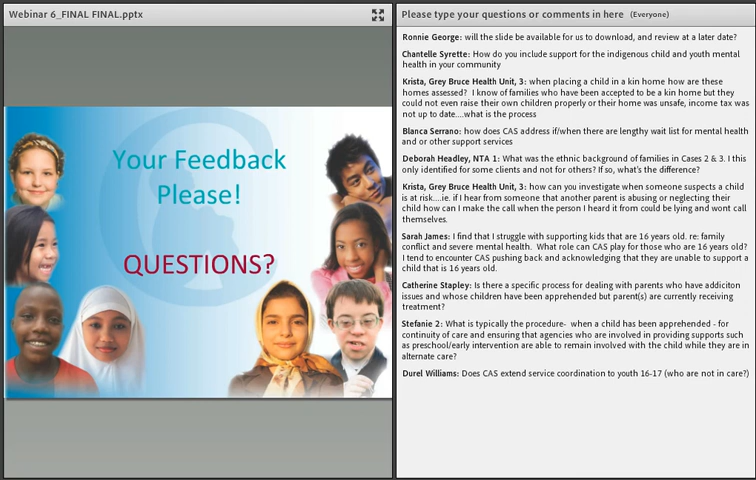 Webinar 6_FINAL FINAL.pptx
Your Feedback
Please!
QUESTIONS?
Please type your questions or comments in here (Everyone)
Ronnie George: will the slide be available for us to download, and review at a later date?
Chantelle Syrette: How do you include support for the indigenous child and youth mental
health in your community
Krista, Grey Bruce Health Unit, 3: when placing a child in a kin home how are these
homes assessed? I know of families who have been accepted to be a kin home but they
could not even raise their own children properly or their home was unsafe, income tax was
not up to date....what is the process
Blanca Serrano: how does CAS address if/when there are lengthy wait list for mental health
and or other support services
Deborah Headley, NTA 1: What was the ethnic background of families in Cases 2 & 3. I this
only identified for some clients and not for others? If so, what's the difference?
Krista, Grey Bruce Health Unit, 3: how can you investigate when someone suspects a child
is at risk....ie. if I hear from someone that another parent is abusing or neglecting their
child how can I make the call when the person I heard it from could be lying and wont call
themselves.
Sarah James: I find that I struggle with supporting kids that are 16 years old. re: family
conflict and severe mental health. What role can CAS play for those who are 16 years old?
I tend to encounter CAS pushing back and acknowledging that they are unable to support a
child that is 16 years old.
Catherine Stapley: Is there a specific process for dealing with parents who have addiciton
issues and whose children have been apprehended but parent(s) are currently receiving
treatment?
Stefanie 2: What is typically the procedure- when a child has been apprehended - for
continuity of care and ensuring that agencies who are involved in providing supports such
as preschool/early intervention are able to remain involved with the child while they are in
alternate care?
Durel Williams: Does CAS extend service coordination to youth 16-17 (who are not in care?)